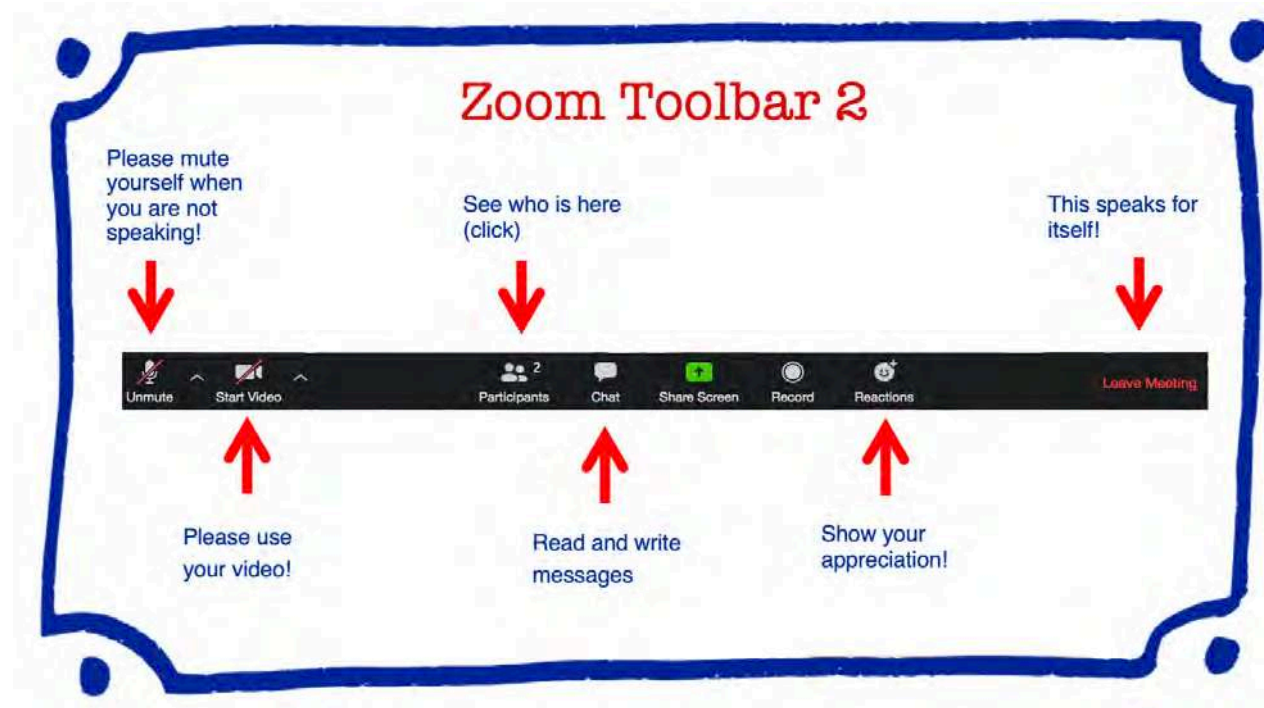 Zoom Toolbar 2
Please mute
yourself when
you are not
speaking!
See who is here
(click)
This speaks for
itself!
Unmute
Start Video
2
Participants
Chat
Share Screen
Record
Reactions
Leave Meeting
Please use
your video!
Read and write
messages
Show your
appreciation!